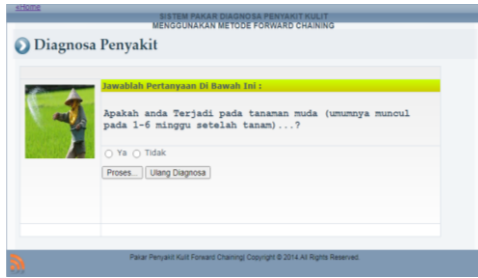 <Home
SISTEM PAKAR DIAGNOSA PENYAKIT KULIT
MENGGUNAKAN METODE FORWARD CHAINING
Diagnosa Penyakit
Jawablah Pertanyaan Di Bawah Ini :
Apakah anda Terjadi pada tanaman muda (umumnya muncul
pada 1-6 minggu setelah tanam)...?
Ya Tidak
Proses... Ulang Diagnosa
Pakar Penyakit Kulit Forward Chaining| Copyright © 2014 All Rights Reserved.